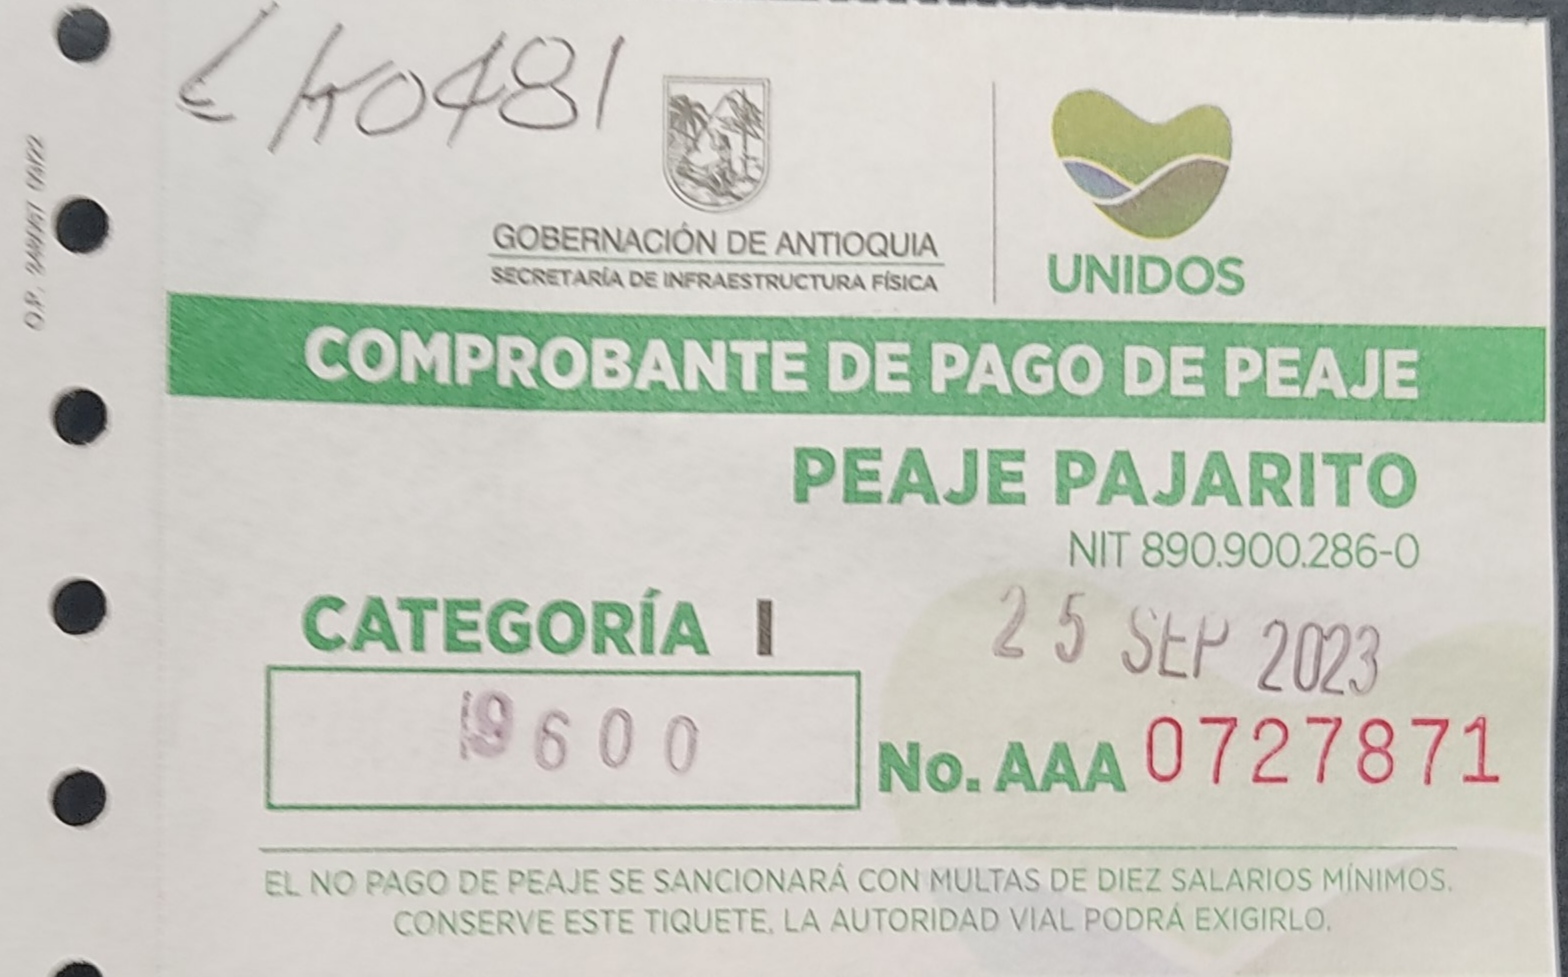 LK0481
GOBERNACIÓN DE ANTIOQUIA
SECRETARÍA DE INFRAESTRUCTURA FÍSICA
UNIDOS
COMPROBANTE DE PAGO DE PEAJE
PEAJE PAJARITO
NIT 890.900.286-0
CATEGORÍA I
25 SEP 2023
9600
No. AAA 0727871
EL NO PAGO DE PEAJE SE SANCIONARÁ CON MULTAS DE DIEZ SALARIOS MÍNIMOS.
CONSERVE ESTE TIQUETE, LA AUTORIDAD VIAL PODRÁ EXIGIRLO.